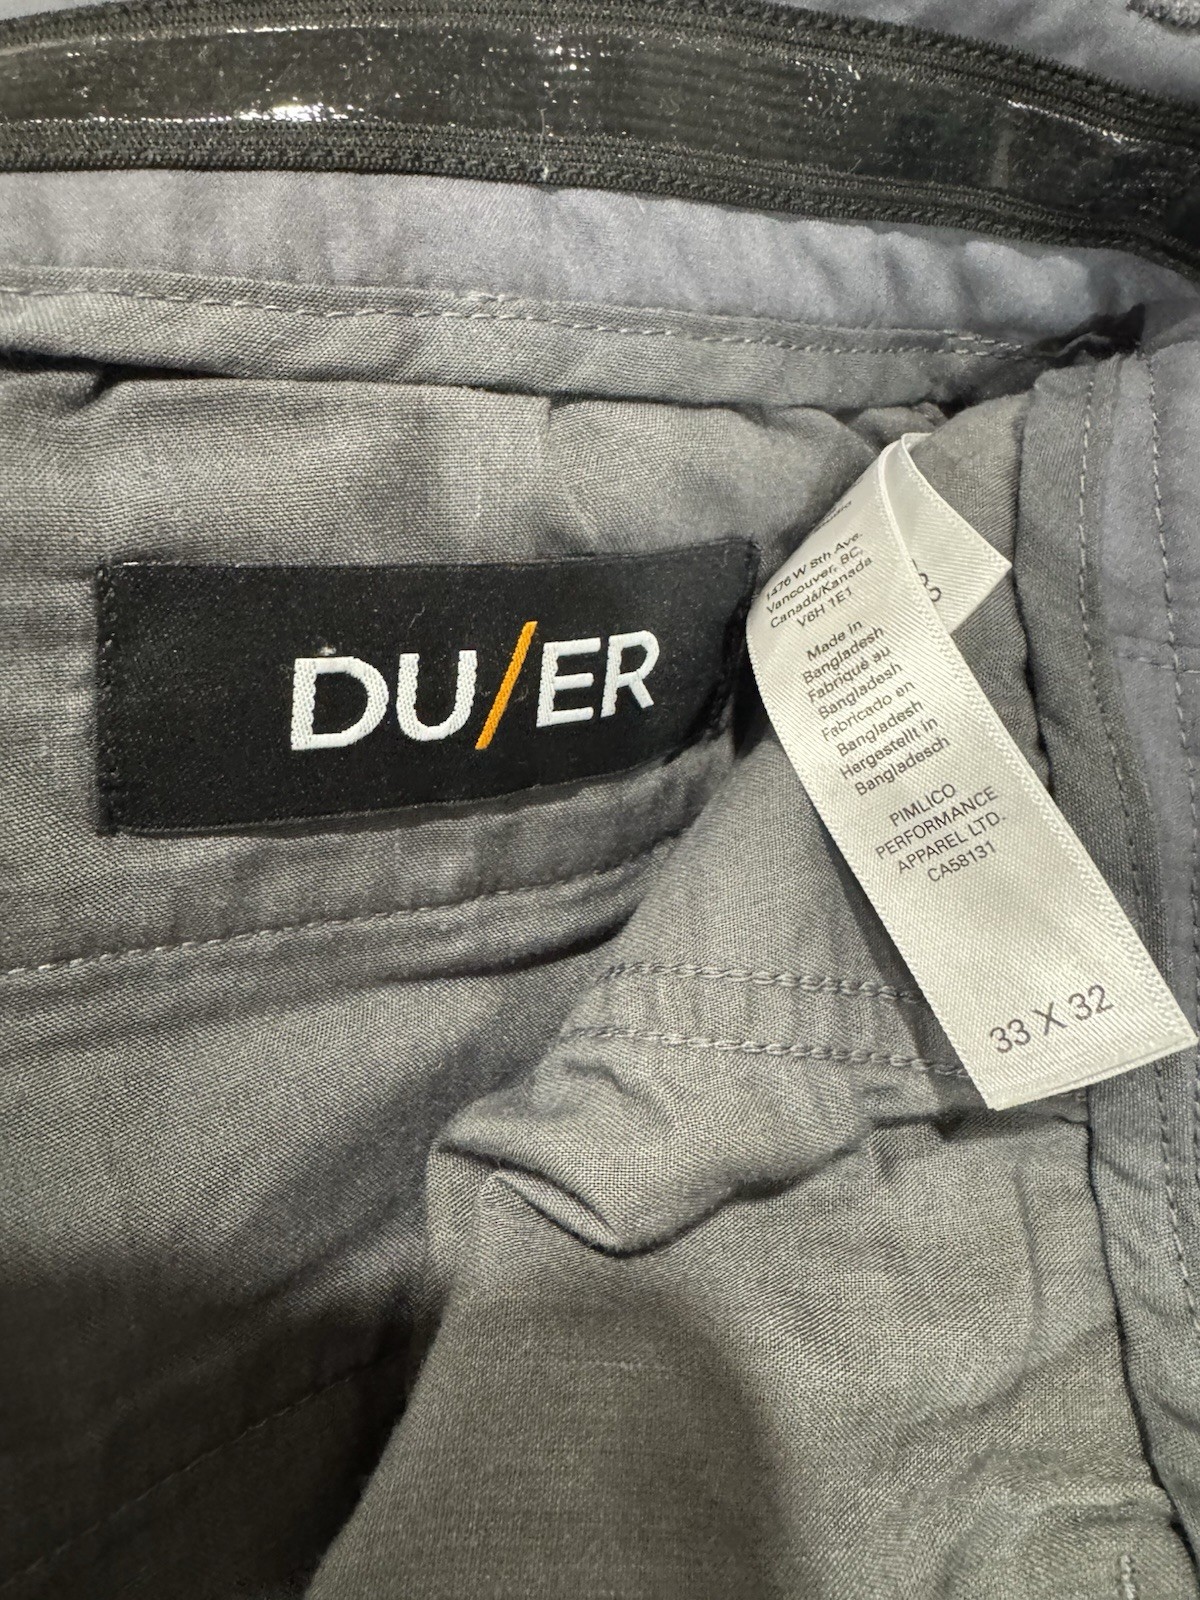 DU/ER
1476 W 8th Ave.
Vancouver, BC,
Canadá/Kanada
V6H 1E1
Made in
Bangladesh
Fabriqué au
Bangladesh
Fabricado en
Bangladesh
Hergestellt in
Bangladesch
PIMLICO
PERFORMANCE
APPAREL LTD.
CA58131
33 X 32